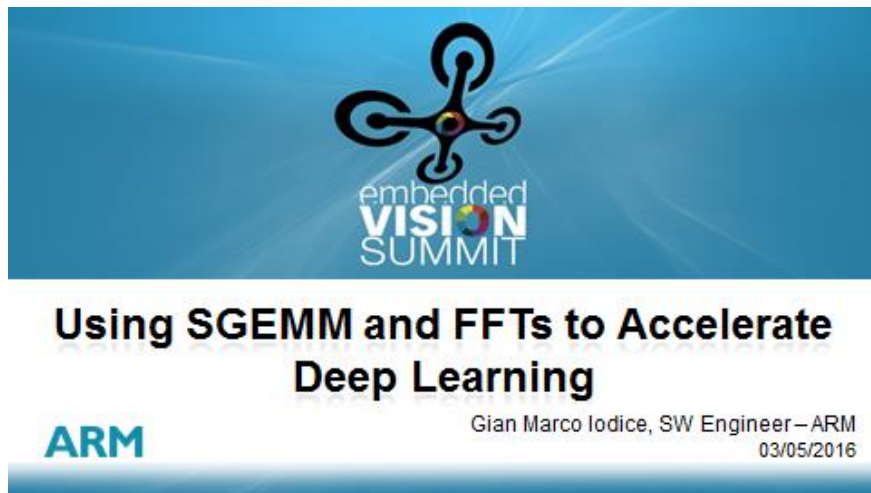 embedded
VISION
SUMMIT
Using SGEMM and FFTs to Accelerate
Deep Learning
Gian Marco Iodice, SW Engineer – ARM
03/05/2016
ARM